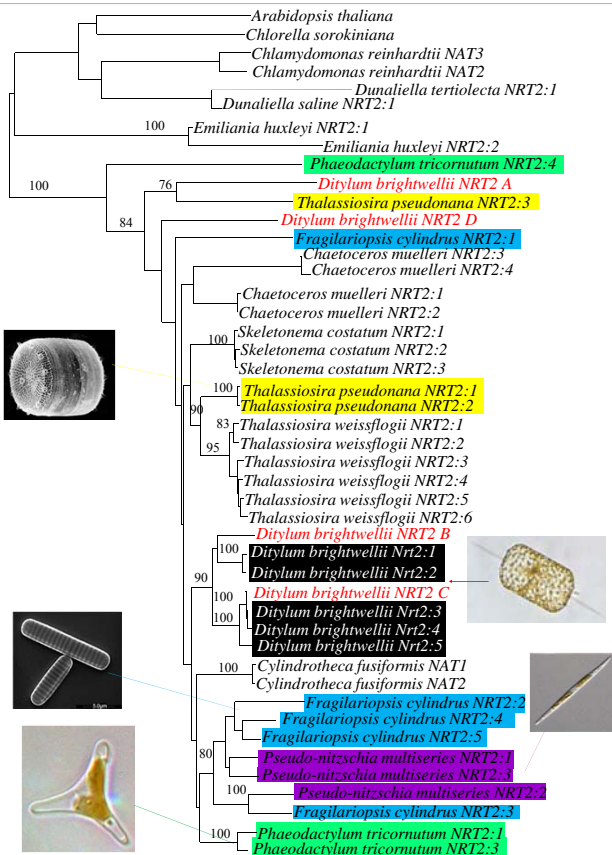 Arabidopsis thaliana
Chlorella sorokiniana
Chlamydomonas reinhardtii NAT3
Chlamydomonas reinhardtii NAT2
Dunaliella tertiolecta NRT2:1
Dunaliella saline NRT2:1
100 Emiliania huxleyi NRT2:1
Emiliania huxleyi NRT2:2
Phaeodactylum tricornutum NRT2:4
100
76 Ditylum brightwellii NRT2 A
Thalassiosira pseudonana NRT2:3
84 Ditylum brightwellii NRT2 D
Fragilariopsis cylindrus NRT2:1
Chaetoceros muelleri NRT2:3
Chaetoceros muelleri NRT2:4
Chaetoceros muelleri NRT2:1
Chaetoceros muelleri NRT2:2
Skeletonema costatum NRT2:1
100 Skeletonema costatum NRT2:2
Skeletonema costatum NRT2:3
100 Thalassiosira pseudonana NRT2:1
90 Thalassiosira pseudonana NRT2:2
83 Thalassiosira weissflogii NRT2:1
Thalassiosira weissflogii NRT2:2
95 Thalassiosira weissflogii NRT2:3
Thalassiosira weissflogii NRT2:4
Thalassiosira weissflogii NRT2:5
Thalassiosira weissflogii NRT2:6
Ditylum brightwellii NRT2 B
100 Ditylum brightwellii Nrt2:1
Ditylum brightwellii Nrt2:2
90
100 Ditylum brightwellii NRT2 C
100 Ditylum brightwellii Nrt2:3
Ditylum brightwellii Nrt2:4
Ditylum brightwellii Nrt2:5
100 Cylindrotheca fusiformis NAT1
Cylindrotheca fusiformis NAT2
Fragilariopsis cylindrus NRT2:2
5.0µm
Fragilariopsis cylindrus NRT2:4
Fragilariopsis cylindrus NRT2:5
80 Pseudo-nitzschia multiseries NRT2:1
Pseudo-nitzschia multiseries NRT2:3
100 Pseudo-nitzschia multiseries NRT2:2
Fragilariopsis cylindrus NRT2:3
100 Phaeodactylum tricornutum NRT2:1
Phaeodactylum tricornutum NRT2:3